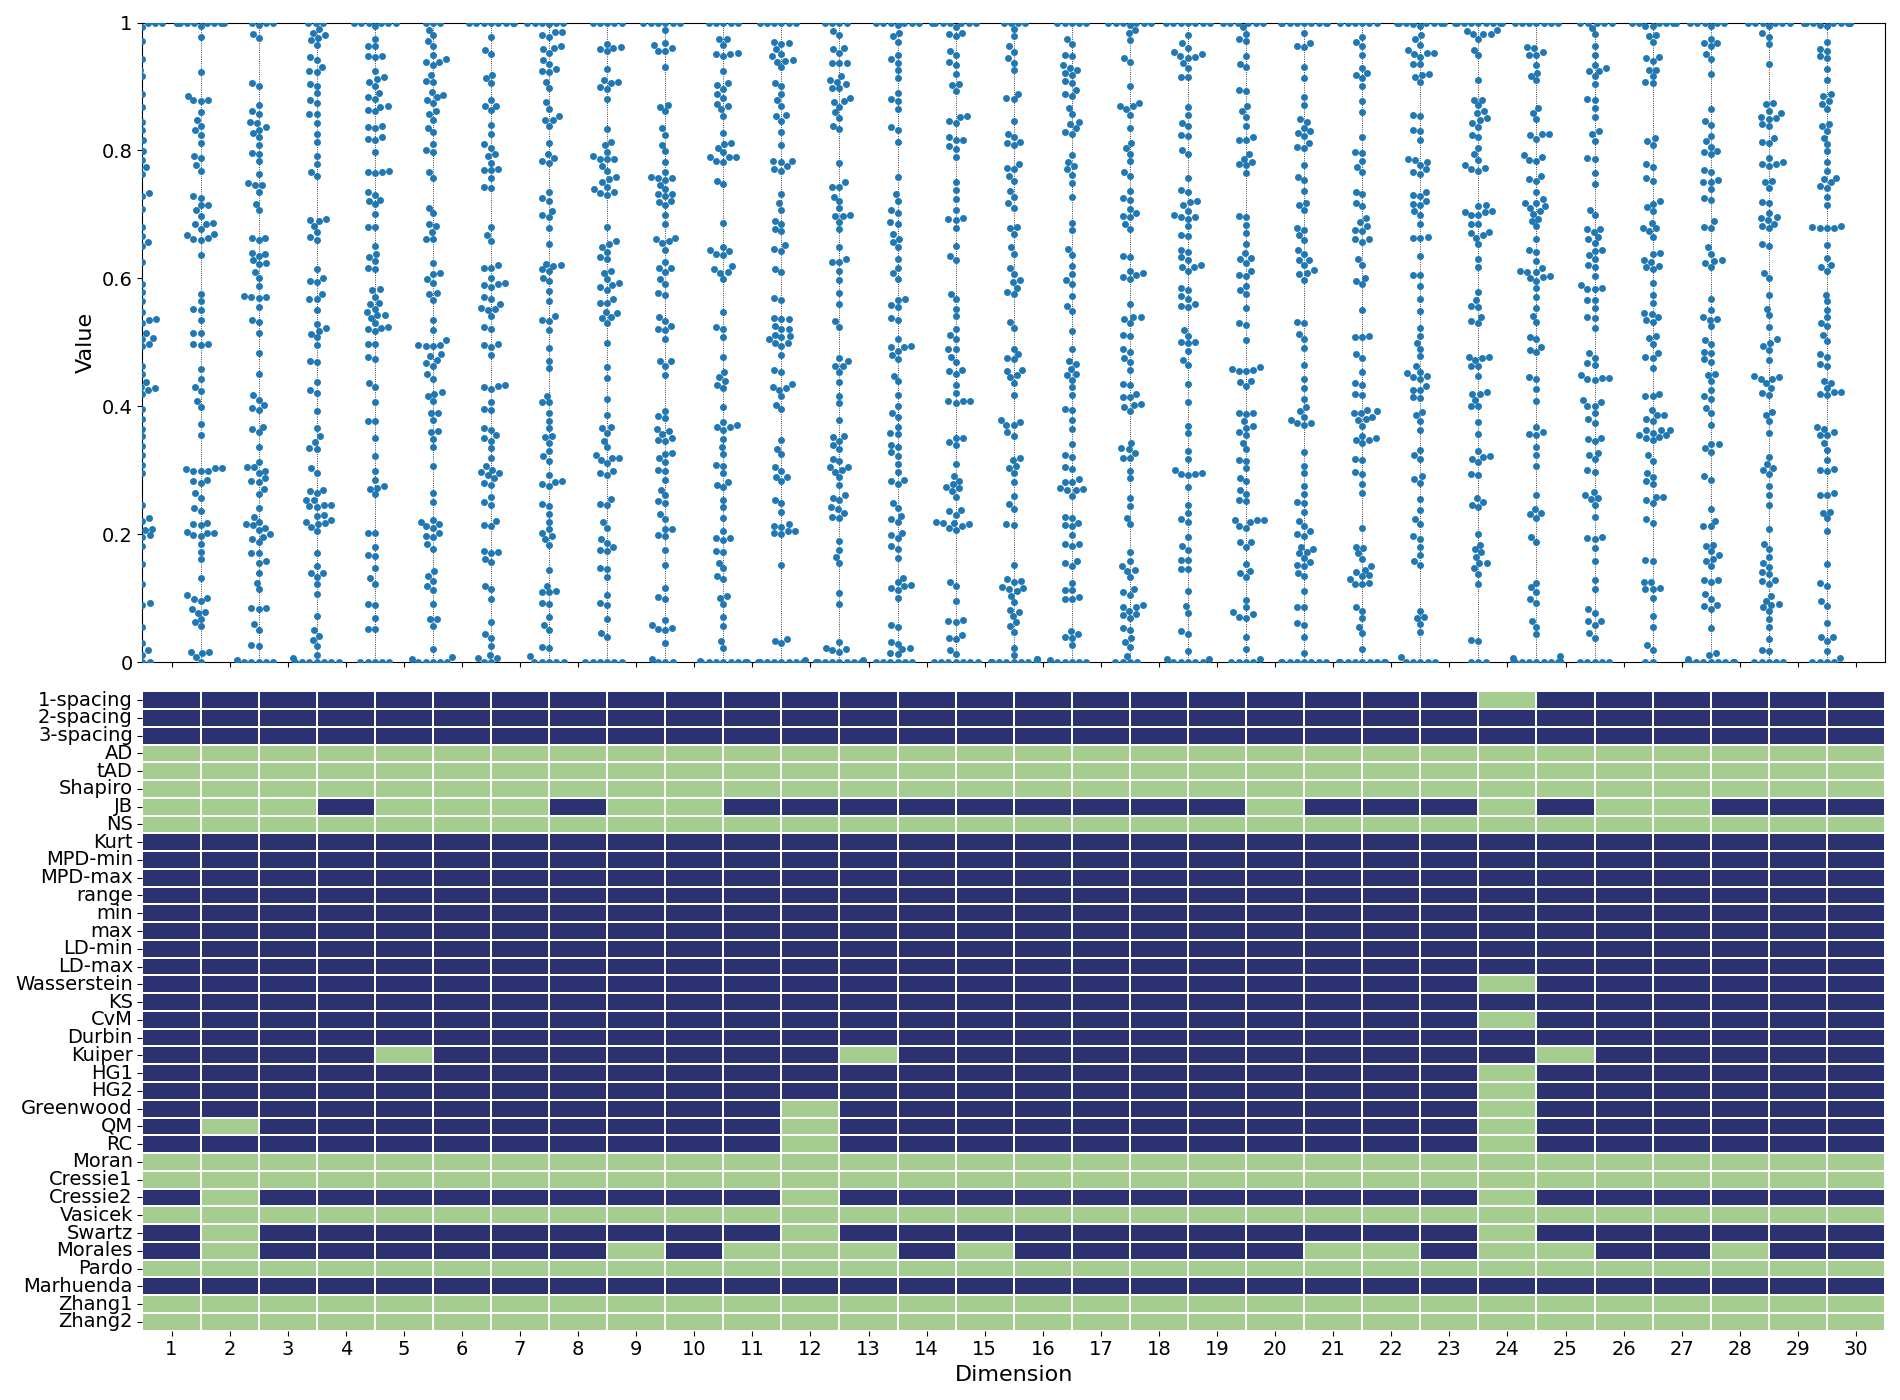 1
0.8
0.6
0.4
0.2
0
Value
1-spacing
2-spacing
3-spacing
AD
tAD
Shapiro
JB
NS
Kurt
MPD-min
MPD-max
range
min
max
LD-min
LD-max
Wasserstein
KS
CvM
Durbin
Kuiper
HG1
HG2
Greenwood
QM
RC
Moran
Cressie1
Cressie2
Vasicek
Swartz
Morales
Pardo
Marhuenda
Zhang1
Zhang2
1 2 3 4 5 6 7 8 9 10 11 12 13 14 15 16 17 18 19 20 21 22 23 24 25 26 27 28 29 30
Dimension